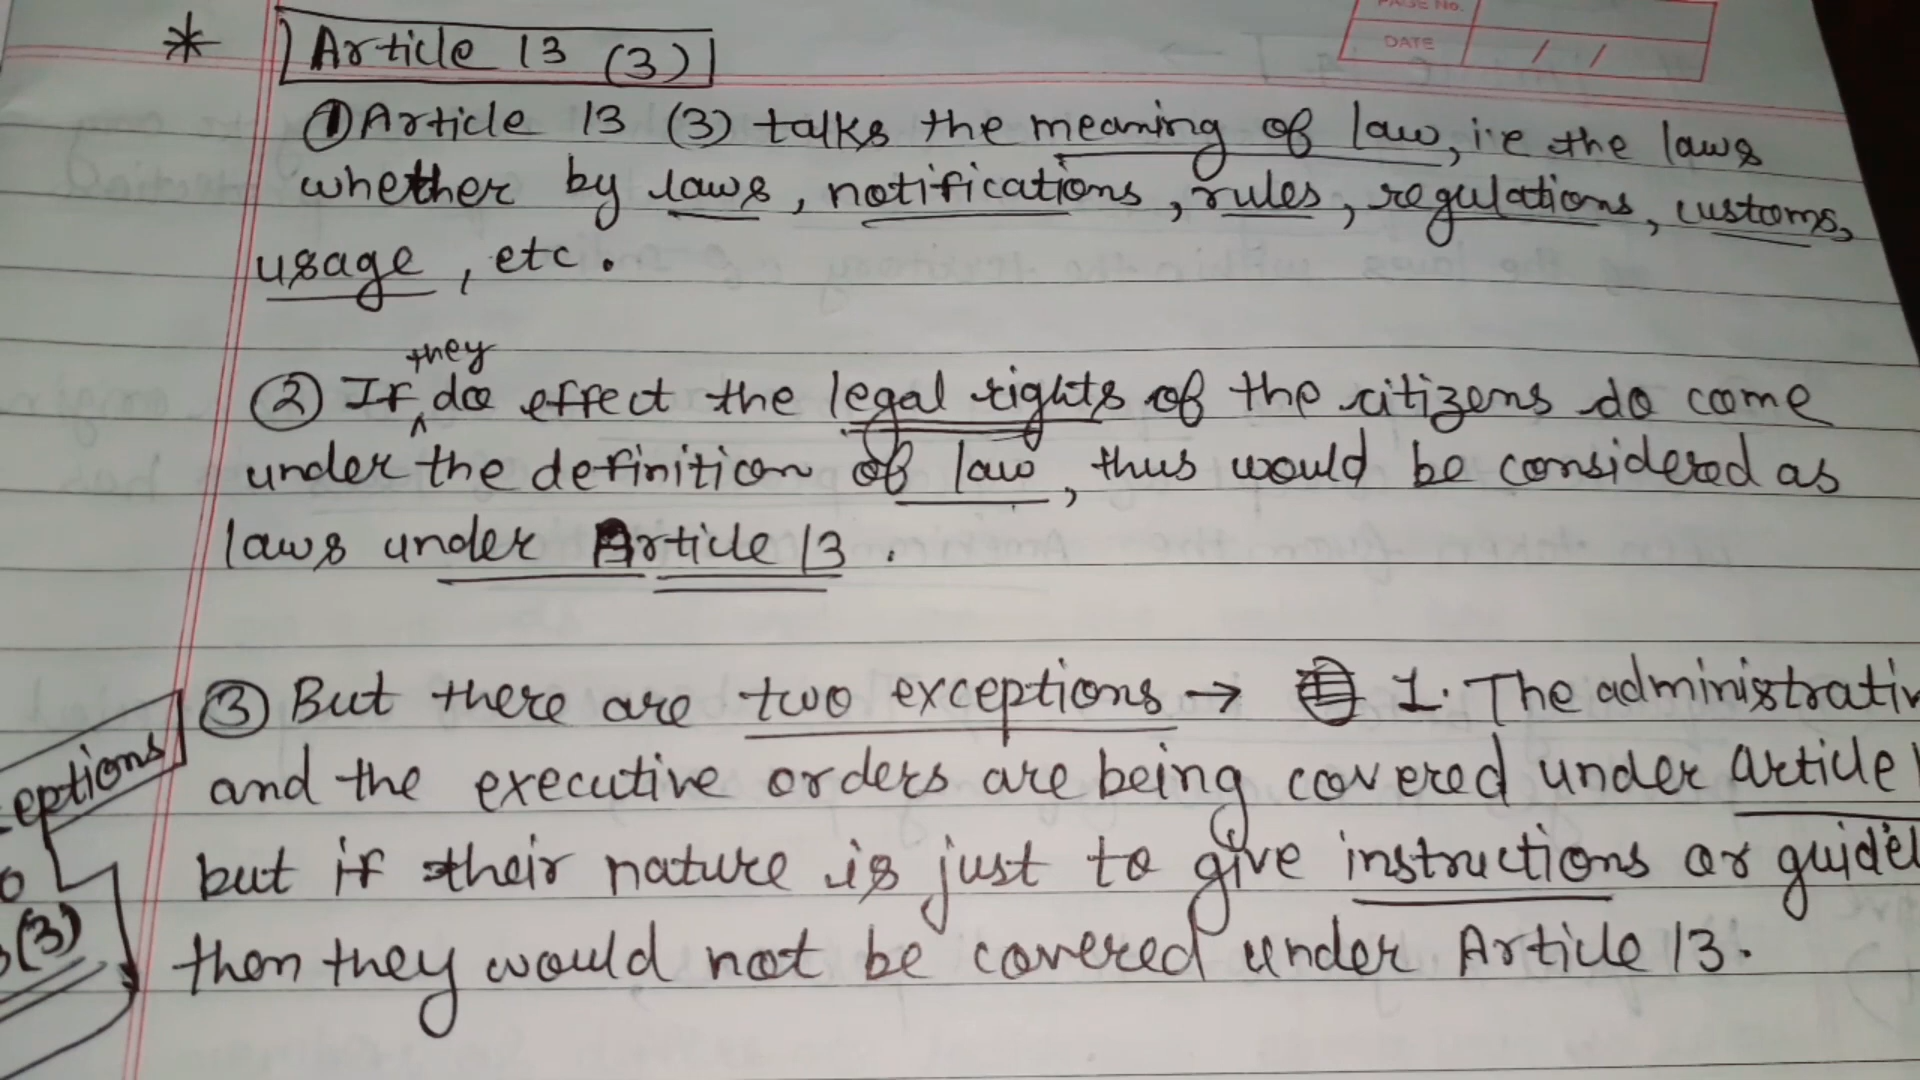 PAGE No.
DATE / /
* Article 13 (3)
① Article 13 (3) talks the meaning of law, i.e the laws
whether by laws, notifications, rules, regulations, customs,
usage, etc.
they
② If ^ do effect the legal rights of the citizens do come
under the definition of law, thus would be considered as
laws under Article 13.
③ But there are two exceptions → 1. The administrativ
and the executive orders are being covered under article
but if their nature is just to give instructions or guidel
then they would not be covered under Article 13.
eptions
(3)